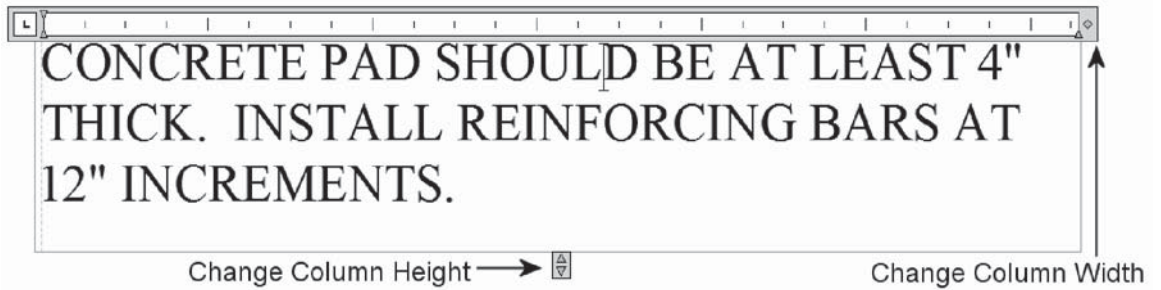 CONCRETE PAD SHOULD BE AT LEAST 4"
THICK.  INSTALL REINFORCING BARS AT
12" INCREMENTS.
Change Column Height
Change Column Width